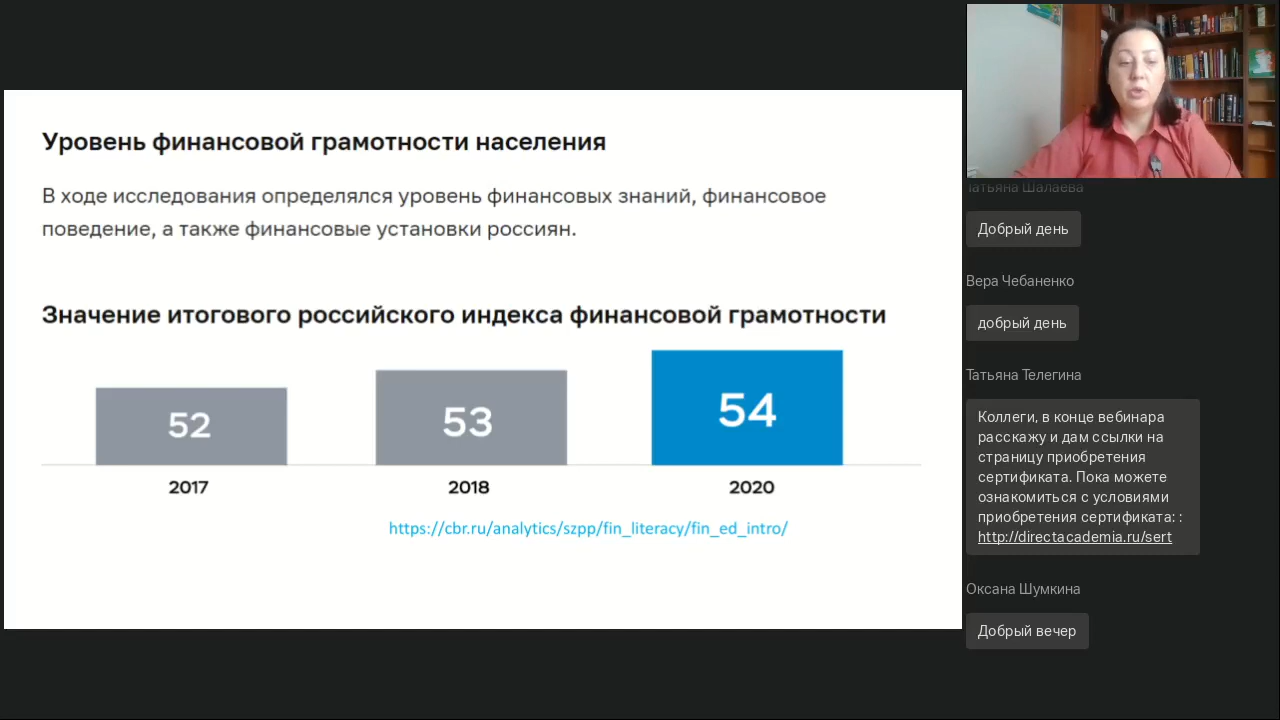 Уровень финансовой грамотности населения
В ходе исследования определялся уровень финансовых знаний, финансовое
поведение, а также финансовые установки россиян.
Значение итогового российского индекса финансовой грамотности
52
53
54
2017
2018
2020
https://cbr.ru/analytics/szpp/fin_literacy/fin_ed_intro/
Татьяна Шалаева
Добрый день
Вера Чебаненко
добрый день
Татьяна Телегина
Коллеги, в конце вебинара
расскажу и дам ссылки на
страницу приобретения
сертификата. Пока можете
ознакомиться с условиями
приобретения сертификата: :
http://directacademia.ru/sert
Оксана Шумкина
Добрый вечер